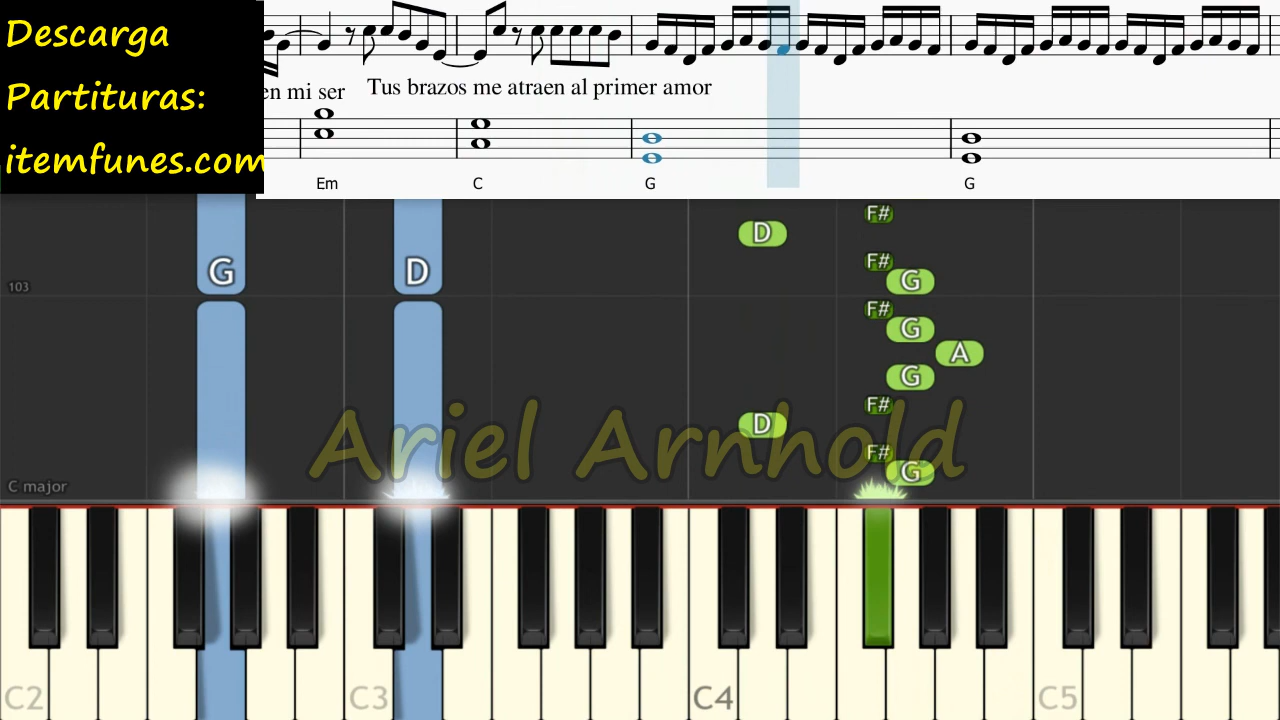 Descarga
Partituras:
itemfunes.com
en mi ser Tus brazos me atraen al primer amor
Em C G G
F#
D
F#
G D G
103
F#
G
A
G
F#
D
Ariel Arnhold
F#
G
C major
C2 C3 C4 C5